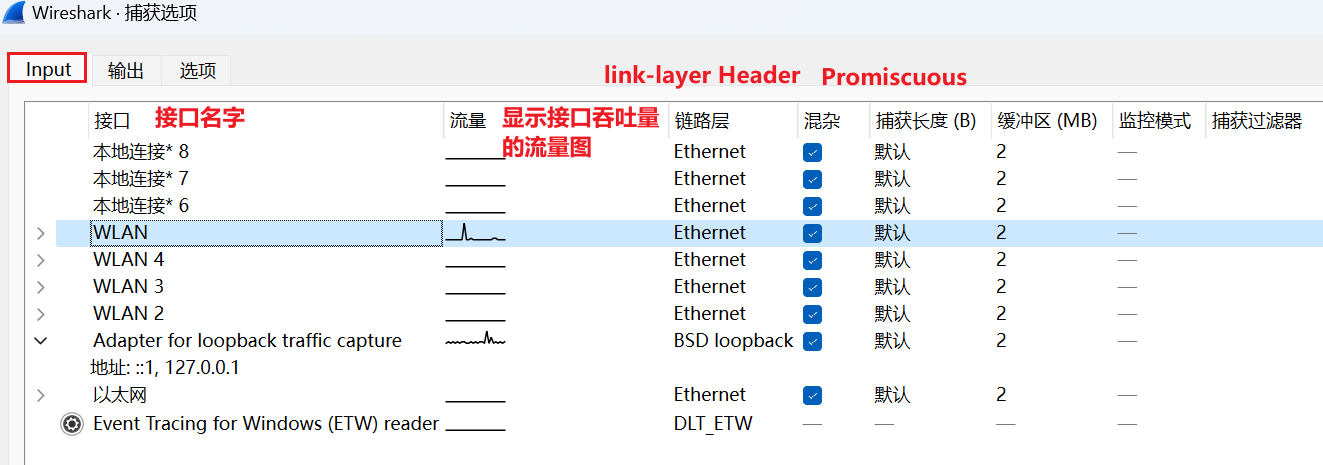 Wireshark · 捕获选项
Input 输出 选项
link-layer Header Promiscuous
接口 接口名字 流量 显示接口吞吐量 链路层 混杂 捕获长度 (B) 缓冲区 (MB) 监控模式 捕获过滤器
的流量图
本地连接* 8 Ethernet 默认 2 —
本地连接* 7 Ethernet 默认 2 —
本地连接* 6 Ethernet 默认 2 —
WLAN Ethernet 默认 2 —
WLAN 4 Ethernet 默认 2 —
WLAN 3 Ethernet 默认 2 —
WLAN 2 Ethernet 默认 2 —
Adapter for loopback traffic capture BSD loopback 默认 2 —
地址: ::1, 127.0.0.1
以太网 Ethernet 默认 2 —
Event Tracing for Windows (ETW) reader DLT_ETW — — — —